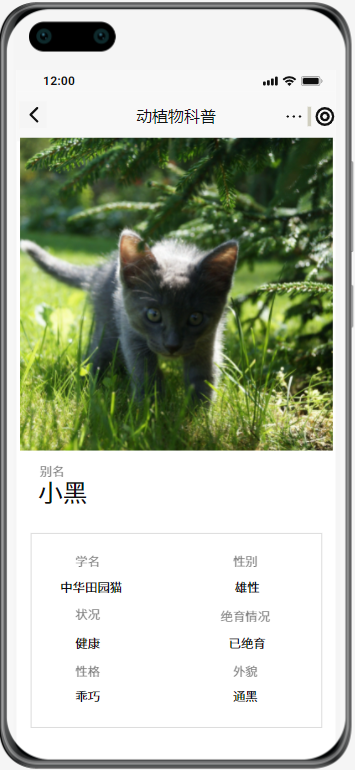 12:00
动植物科普
别名
小黑
学名 性别
中华田园猫 雄性
状况 绝育情况
健康 已绝育
性格 外貌
乖巧 通黑